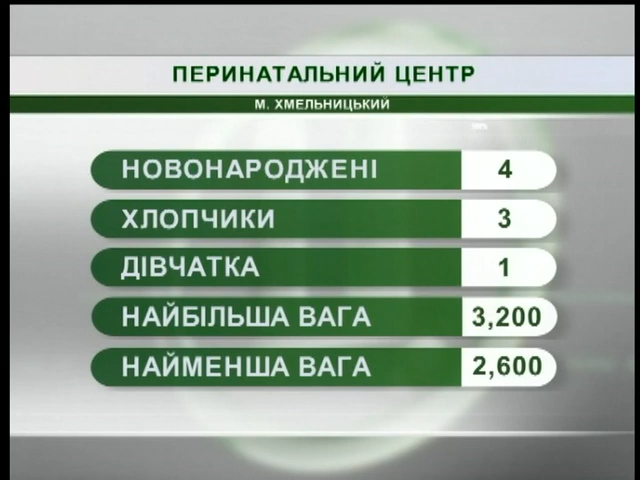 ПЕРИНАТАЛЬНИЙ ЦЕНТР
М. ХМЕЛЬНИЦЬКИЙ
НОВОНАРОДЖЕНІ 4
ХЛОПЧИКИ 3
ДІВЧАТКА 1
НАЙБІЛЬША ВАГА 3,200
НАЙМЕНША ВАГА 2,600